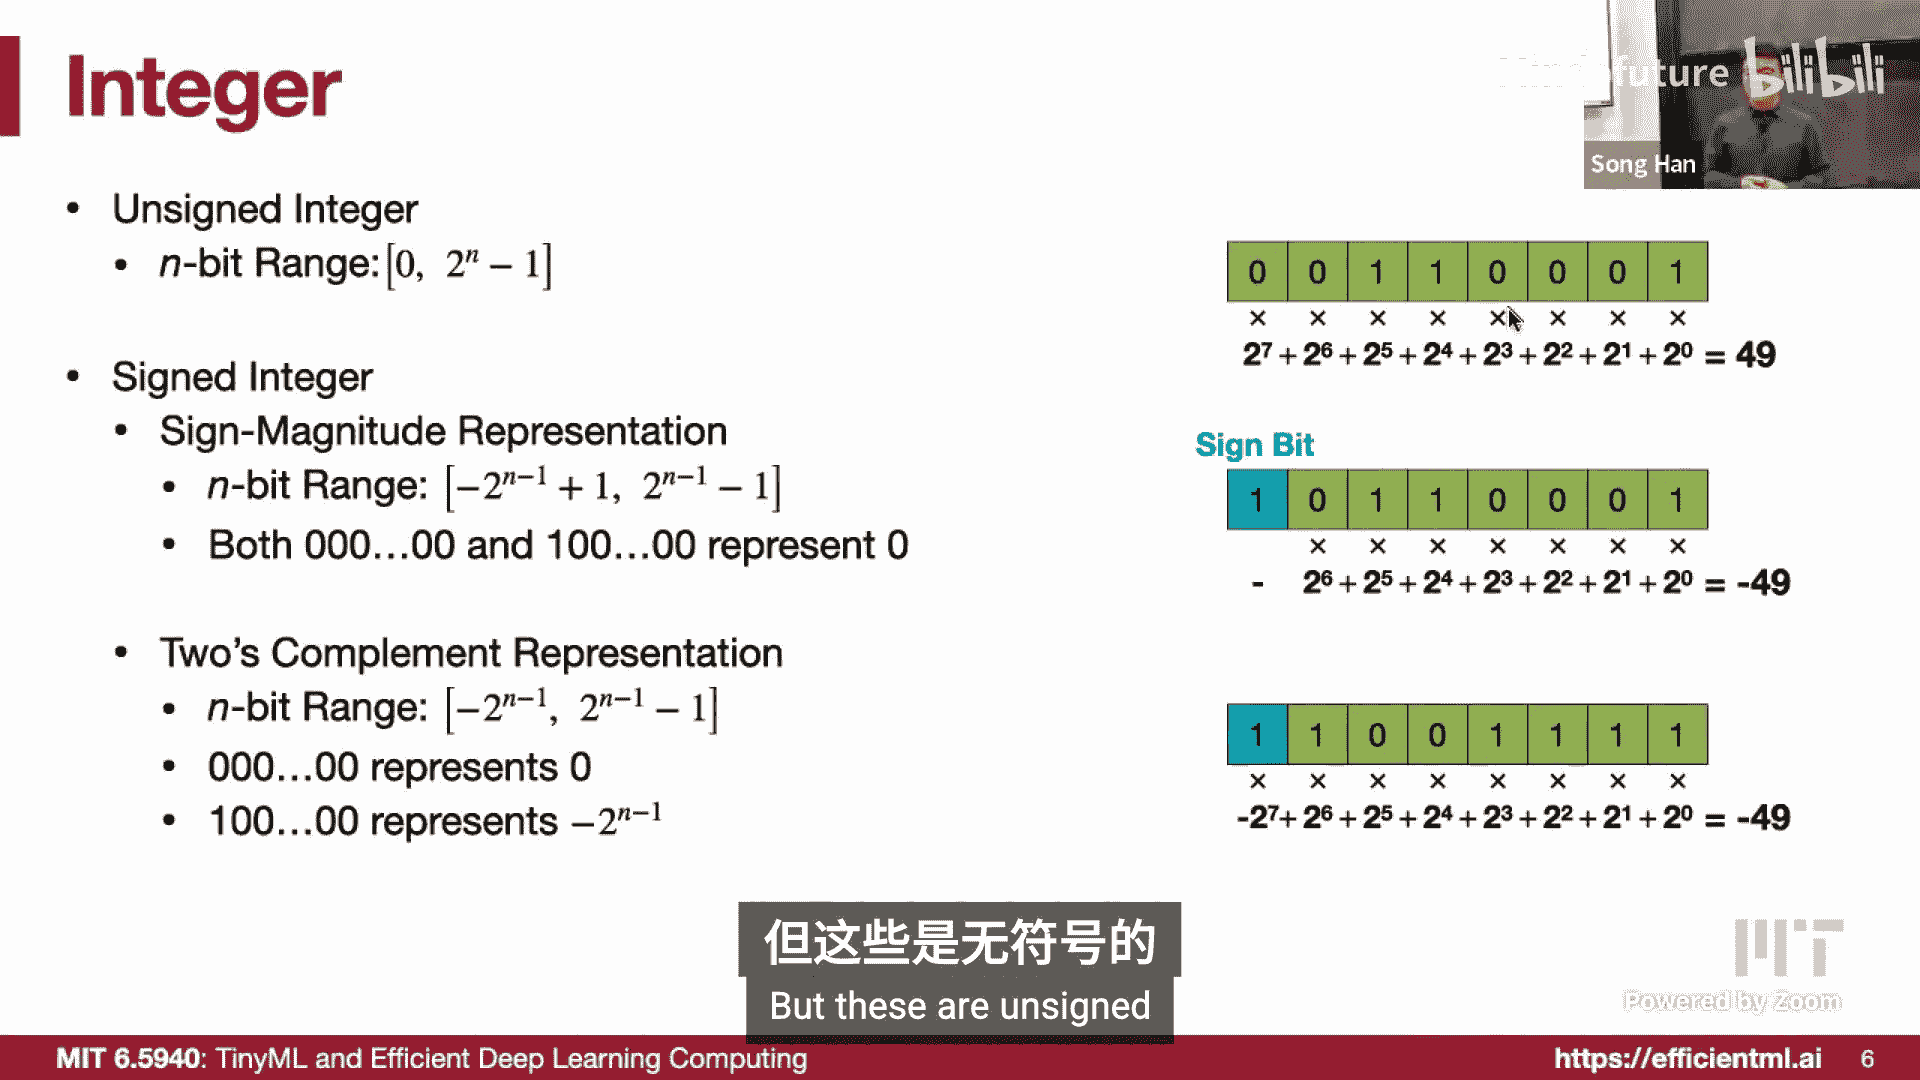 Integer
future bilibili
Song Han
• Unsigned Integer
• n-bit Range: [0, 2ⁿ − 1]
0 0 1 1 0 0 0 1
× × × × × × × ×
2⁷ + 2⁶ + 2⁵ + 2⁴ + 2³ + 2² + 2¹ + 2⁰ = 49
• Signed Integer
• Sign-Magnitude Representation
• n-bit Range: [−2ⁿ⁻¹ + 1, 2ⁿ⁻¹ − 1]
• Both 000...00 and 100...00 represent 0
Sign Bit
1 0 1 1 0 0 0 1
× × × × × × ×
- 2⁶ + 2⁵ + 2⁴ + 2³ + 2² + 2¹ + 2⁰ = -49
• Two's Complement Representation
• n-bit Range: [−2ⁿ⁻¹, 2ⁿ⁻¹ − 1]
• 000...00 represents 0
• 100...00 represents −2ⁿ⁻¹
1 1 0 0 1 1 1 1
× × × × × × × ×
-2⁷+ 2⁶ + 2⁵ + 2⁴ + 2³ + 2² + 2¹ + 2⁰ = -49
但这些是无符号的
But these are unsigned
MIT
Powered by Zoom
MIT 6.5940: TinyML and Efficient Deep Learning Computing
https://efficientml.ai 6